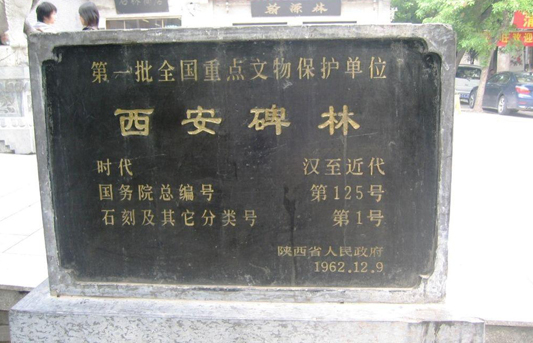 第一批全国重点文物保护单位
西安碑林
时代 汉至近代
国务院总编号 第125号
石刻及其它分类号 第1号
陕西省人民政府
1962.12.9